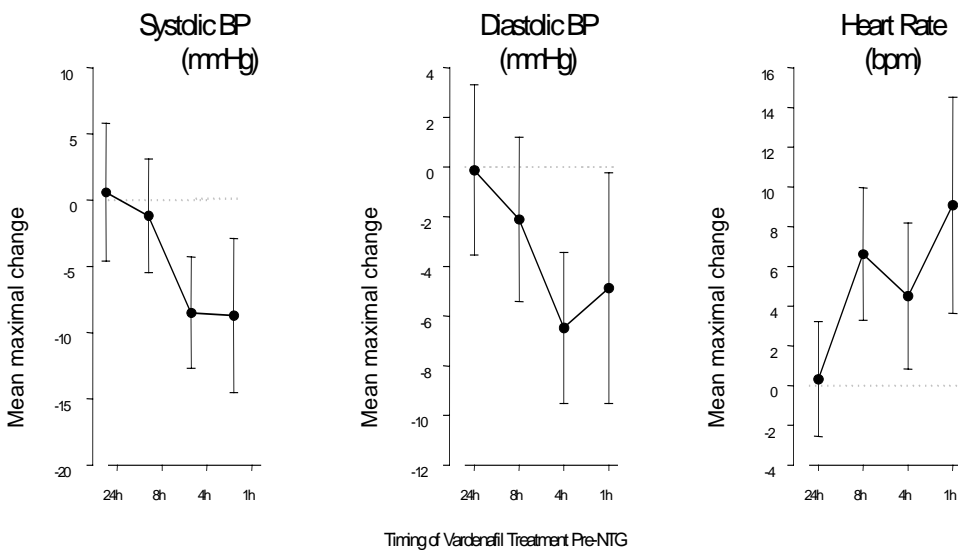 Systolic BP
(mmHg)
10
5
0
-5
-10
-15
-20
Mean maximal change
24h 8h 4h 1h
Diastolic BP
(mmHg)
4
2
0
-2
-4
-6
-8
-10
-12
Mean maximal change
24h 8h 4h 1h
Heart Rate
(bpm)
16
14
12
10
8
6
4
2
0
-2
-4
Mean maximal change
24h 8h 4h 1h
Timing of Vardenafil Treatment Pre-NTG